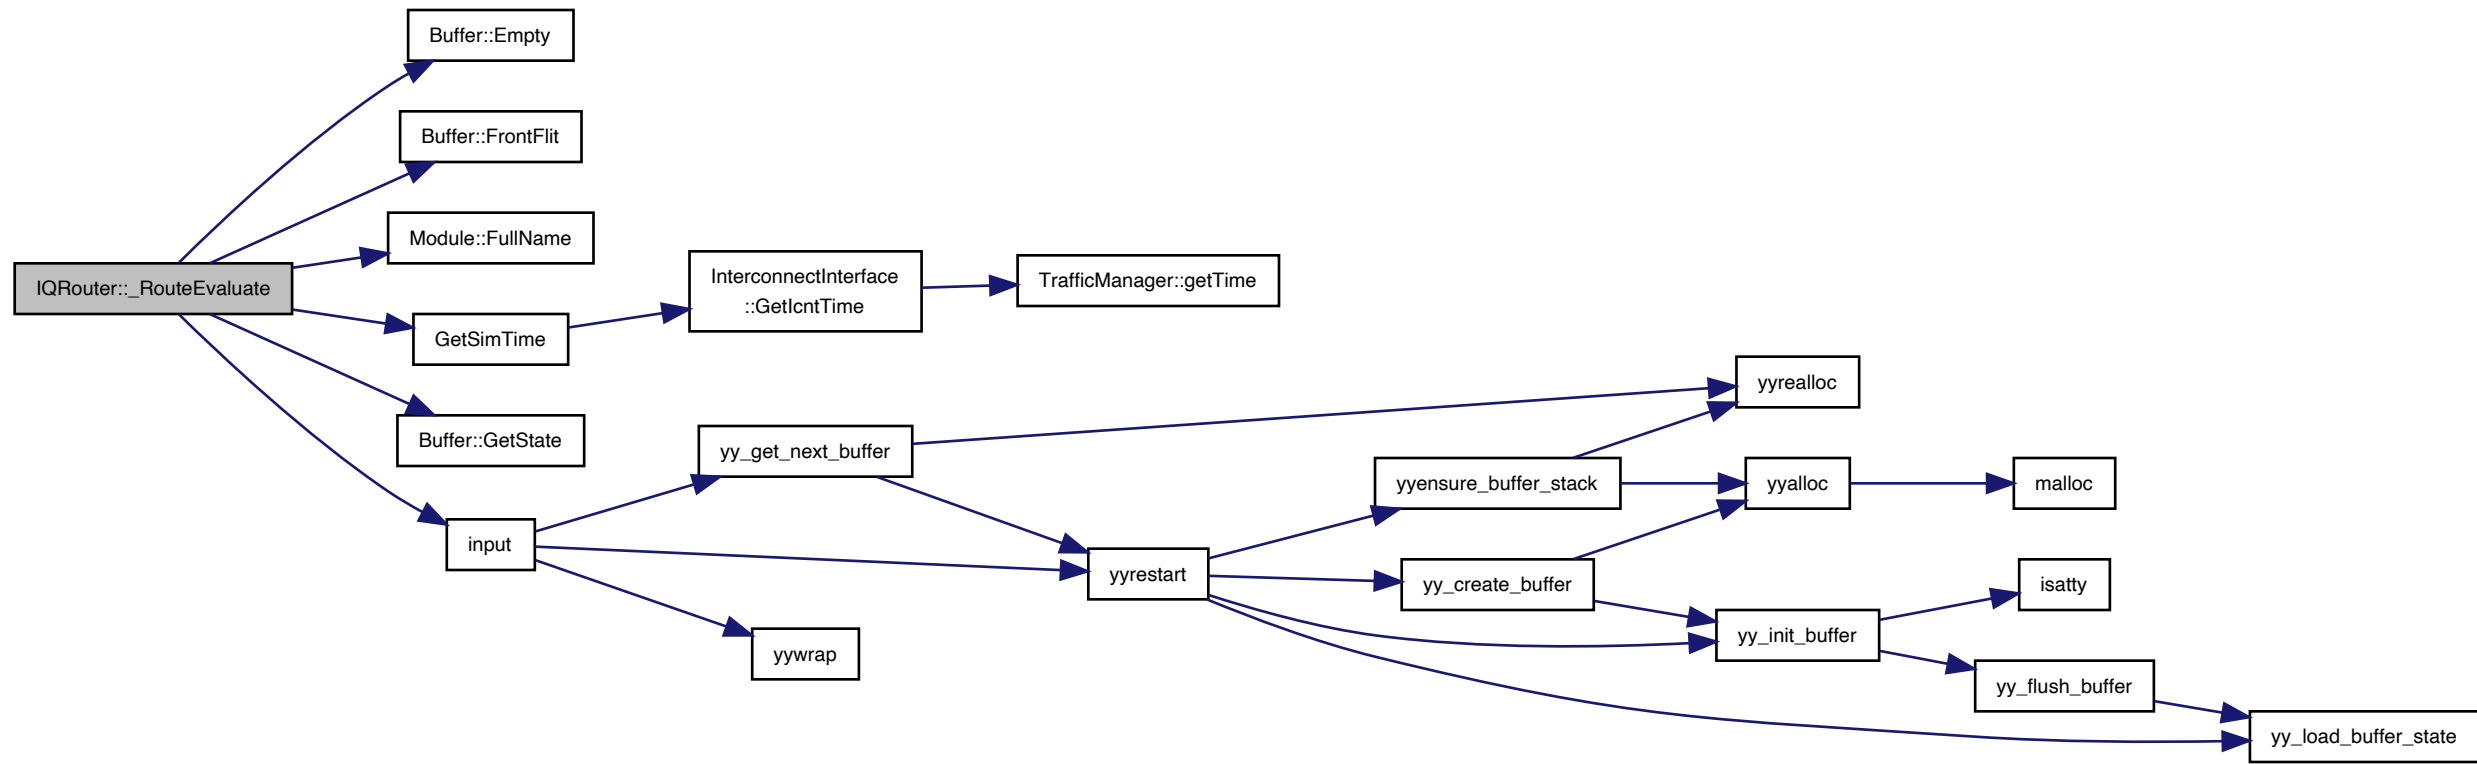 Buffer::Empty
Buffer::FrontFlit
Module::FullName
IQRouter::_RouteEvaluate
InterconnectInterface
::GetIcntTime
TrafficManager::getTime
GetSimTime
yyrealloc
Buffer::GetState
yy_get_next_buffer
yyensure_buffer_stack
yyalloc
malloc
input
yyrestart
yy_create_buffer
isatty
yy_init_buffer
yywrap
yy_flush_buffer
yy_load_buffer_state